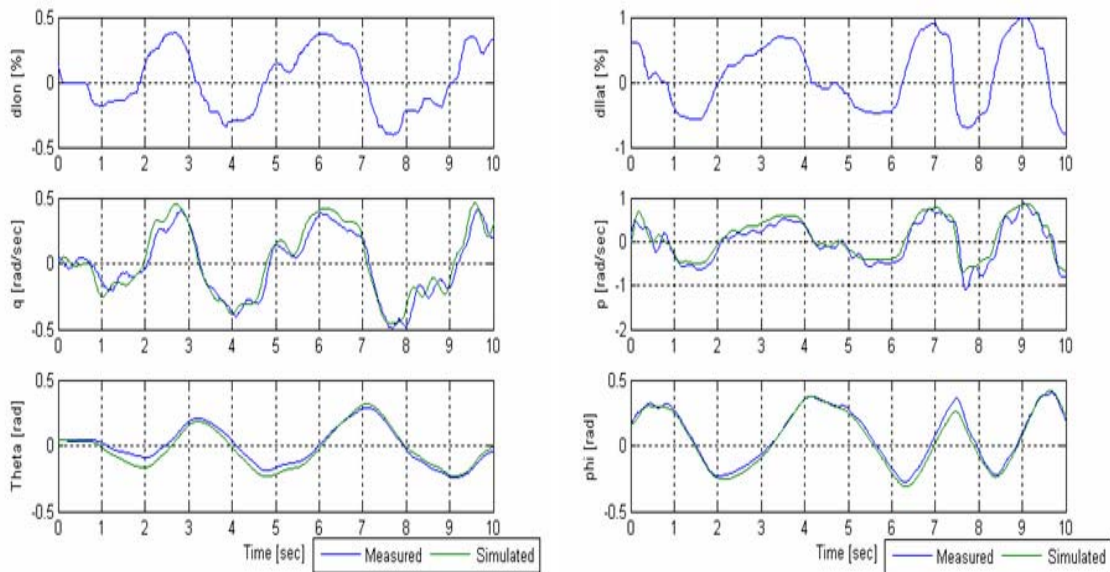 0.5
0
-0.5
dlon [%]
0 1 2 3 4 5 6 7 8 9 10
1
0
-1
dllat [%]
0 1 2 3 4 5 6 7 8 9 10
0.5
0
-0.5
q [rad/sec]
0 1 2 3 4 5 6 7 8 9 10
1
0
-1
-2
p [rad/sec]
0 1 2 3 4 5 6 7 8 9 10
0.5
0
-0.5
Theta [rad]
0 1 2 3 4 5 6 7 8 9 10
Time [sec]
Measured Simulated
0.5
0
-0.5
phi [rad]
0 1 2 3 4 5 6 7 8 9 10
Time [sec]
Measured Simulated